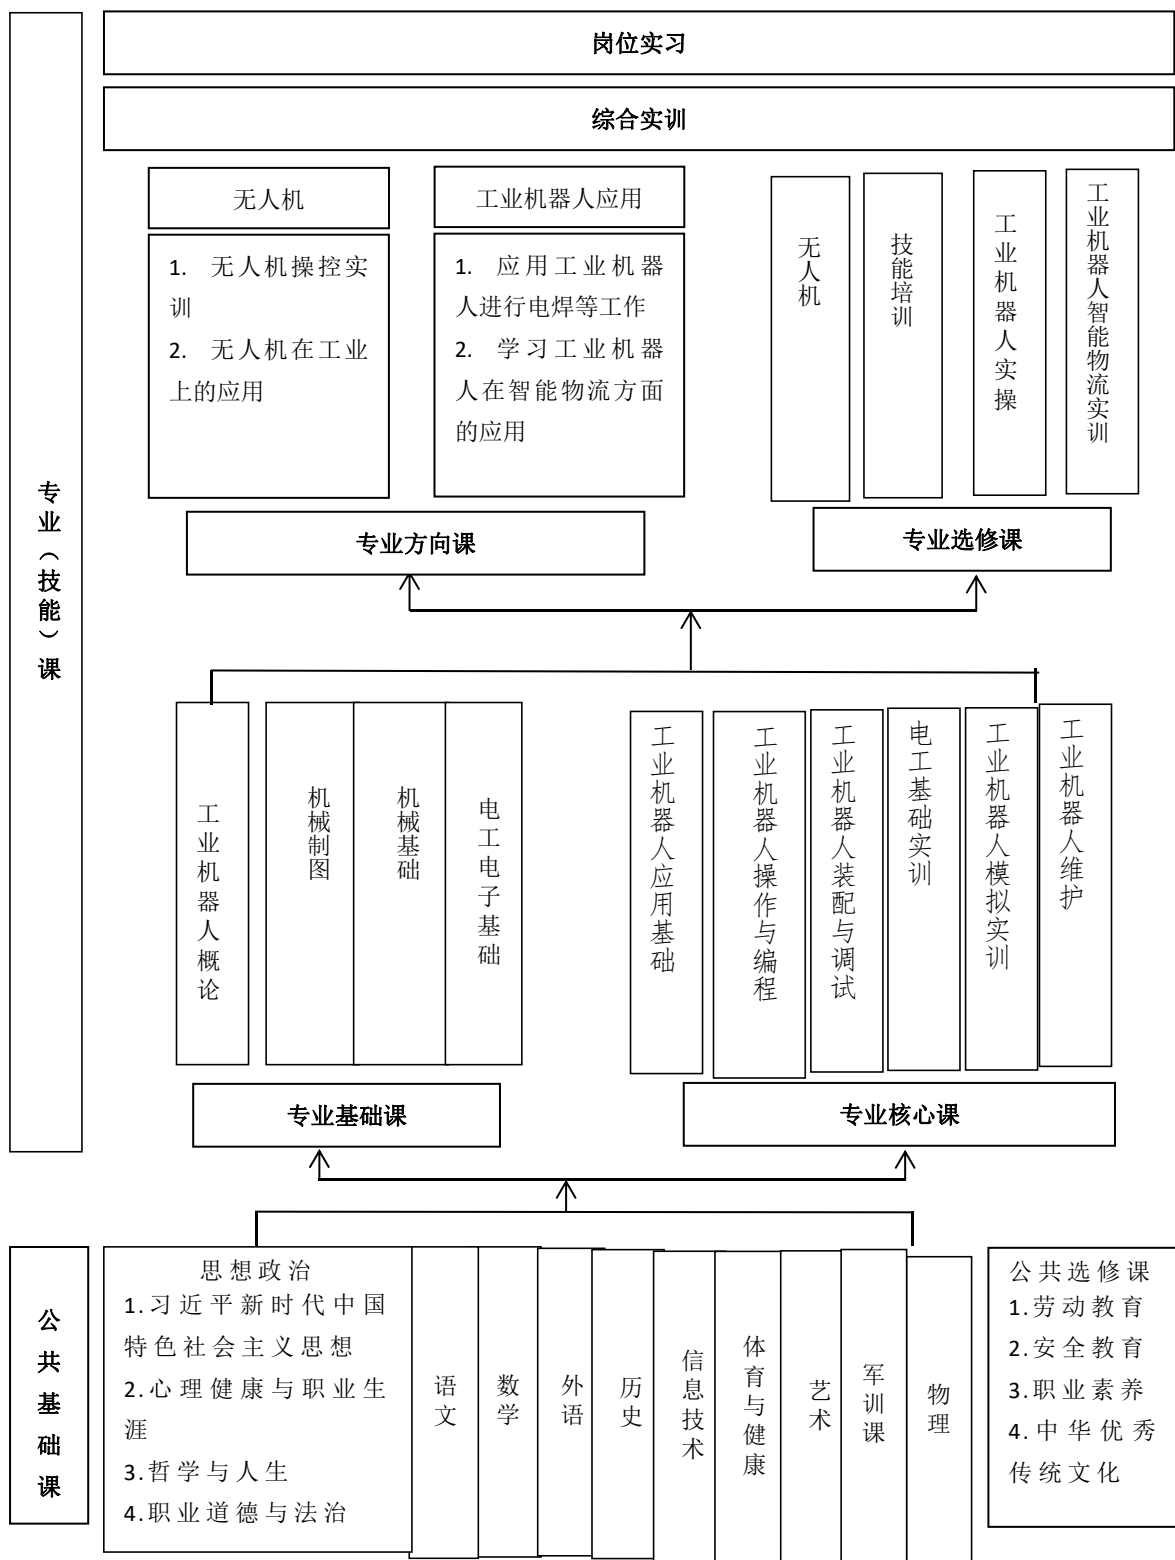 岗位实习
综合实训
专业（技能）课
无人机
1. 无人机操控实
训
2. 无人机在工业
上的应用
工业机器人应用
1. 应用工业机器
人进行电焊等工作
2. 学习工业机器
人在智能物流方面
的应用
无人机
技能培训
工业机器人实操
工业机器人智能物流实训
专业方向课
专业选修课
工业机器人概论
机械制图
机械基础
电工电子基础
工业机器人应用基础
工业机器人操作与编程
工业机器人装配与调试
电工基础实训
工业机器人模拟实训
工业机器人维护
专业基础课
专业核心课
公共基础课
思想政治
1.习近平新时代中国
特色社会主义思想
2.心理健康与职业生
涯
3.哲学与人生
4.职业道德与法治
语文
数学
外语
历史
信息技术
体育与健康
艺术
军训课
物理
公共选修课
1.劳动教育
2.安全教育
3.职业素养
4.中华优秀
传统文化